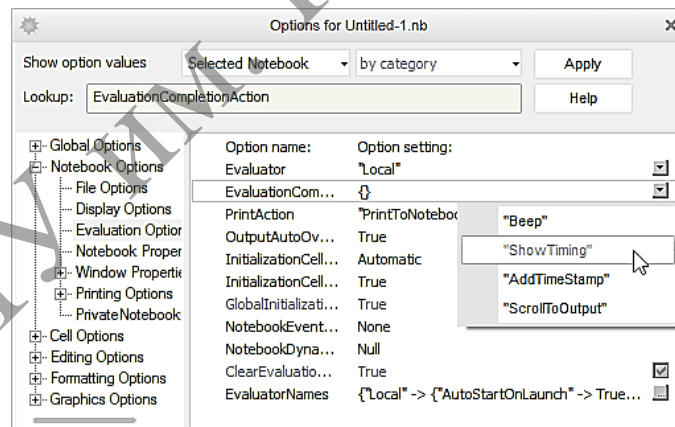 Options for Untitled-1.nb
Show option values Selected Notebook by category Apply
Lookup: EvaluationCompletionAction Help
Global Options
Notebook Options
File Options
Display Options
Evaluation Option
Notebook Proper
Window Propertie
Printing Options
PrivateNotebook
Cell Options
Editing Options
Formatting Options
Graphics Options
Option name: Option setting:
Evaluator "Local"
EvaluationCom... {}
PrintAction "PrintToNoteboo
OutputAutoOv... True
InitializationCell... Automatic
InitializationCell... True
GlobalInitializati... True
NotebookEvent... None
NotebookDyna... Null
ClearEvaluatio... True
EvaluatorNames {"Local" -> {"AutoStartOnLaunch" -> True...
"Beep"
"ShowTiming"
"AddTimeStamp"
"ScrollToOutput"
им.